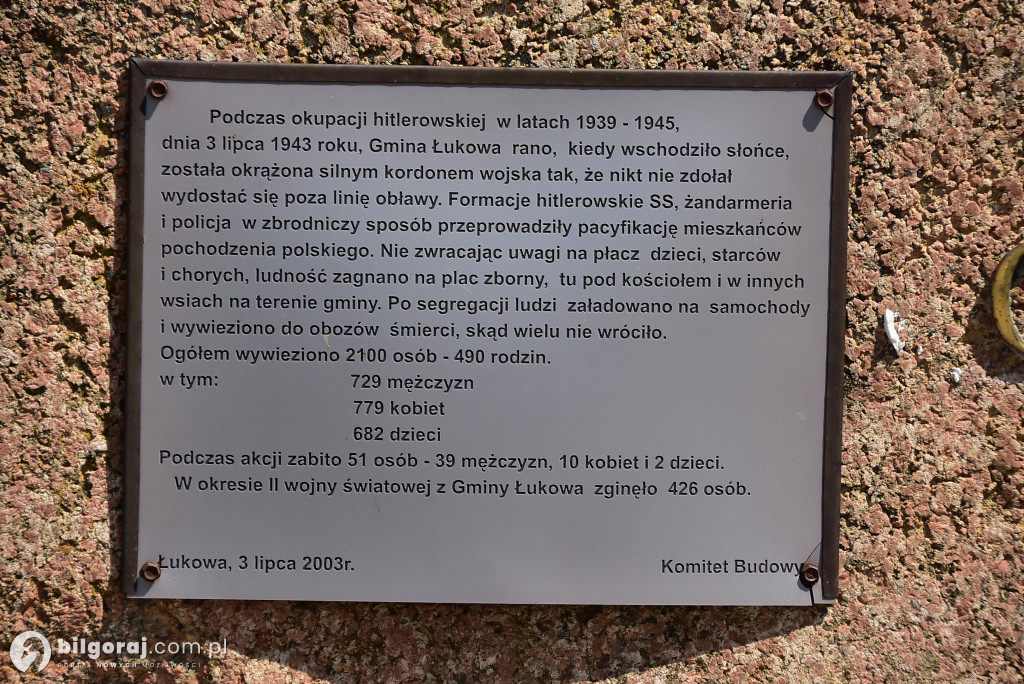 Podczas okupacji hitlerowskiej w latach 1939 - 1945,
dnia 3 lipca 1943 roku, Gmina Łukowa rano, kiedy wschodziło słońce,
została okrążona silnym kordonem wojska tak, że nikt nie zdołał
wydostać się poza linię obławy. Formacje hitlerowskie SS, żandarmeria
i policja w zbrodniczy sposób przeprowadziły pacyfikację mieszkańców
pochodzenia polskiego. Nie zwracając uwagi na płacz dzieci, starców
i chorych, ludność zagnano na plac zborny, tu pod kościołem i w innych
wsiach na terenie gminy. Po segregacji ludzi załadowano na samochody
i wywieziono do obozów śmierci, skąd wielu nie wróciło.
Ogółem wywieziono 2100 osób - 490 rodzin.
w tym: 729 mężczyzn
779 kobiet
682 dzieci
Podczas akcji zabito 51 osób - 39 mężczyzn, 10 kobiet i 2 dzieci.
W okresie II wojny światowej z Gminy Łukowa zginęło 426 osób.
Łukowa, 3 lipca 2003r. Komitet Budowy
bilgoraj.com.pl
PORTAL NOWYCH MOŻLIWOŚCI